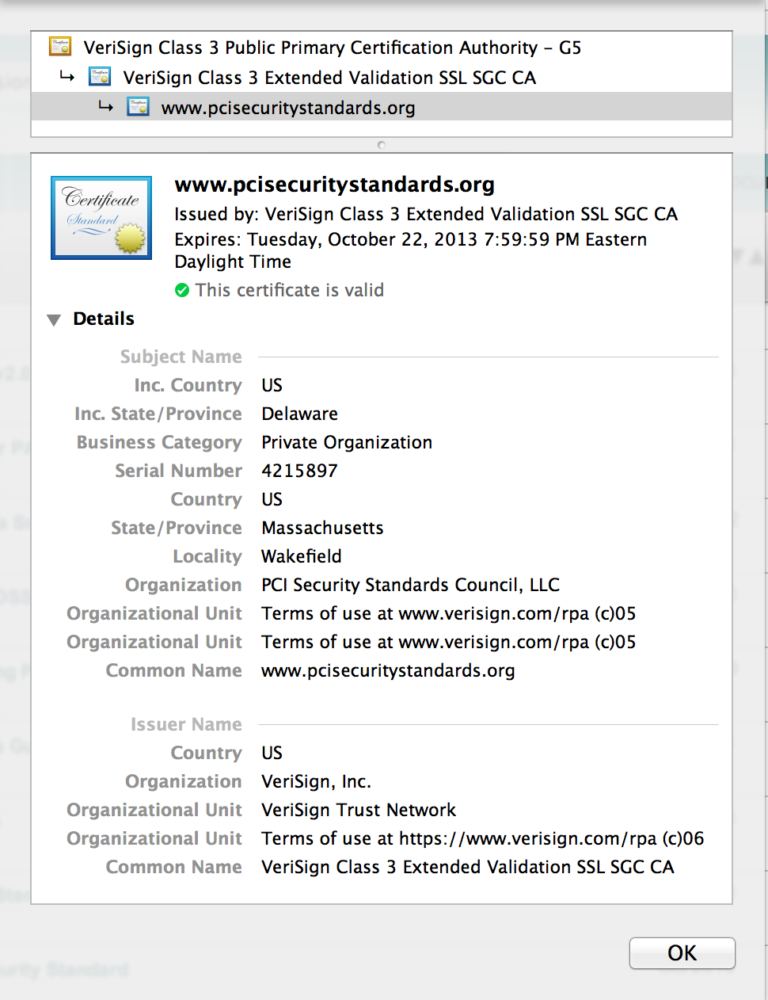 VeriSign Class 3 Public Primary Certification Authority – G5
VeriSign Class 3 Extended Validation SSL SGC CA
www.pcisecuritystandards.org
Certificate
Standard
www.pcisecuritystandards.org
Issued by: VeriSign Class 3 Extended Validation SSL SGC CA
Expires: Tuesday, October 22, 2013 7:59:59 PM Eastern
Daylight Time
This certificate is valid
Details
Subject Name
Inc. Country US
Inc. State/Province Delaware
Business Category Private Organization
Serial Number 4215897
Country US
State/Province Massachusetts
Locality Wakefield
Organization PCI Security Standards Council, LLC
Organizational Unit Terms of use at www.verisign.com/rpa (c)05
Organizational Unit Terms of use at www.verisign.com/rpa (c)05
Common Name www.pcisecuritystandards.org
Issuer Name
Country US
Organization VeriSign, Inc.
Organizational Unit VeriSign Trust Network
Organizational Unit Terms of use at https://www.verisign.com/rpa (c)06
Common Name VeriSign Class 3 Extended Validation SSL SGC CA
OK